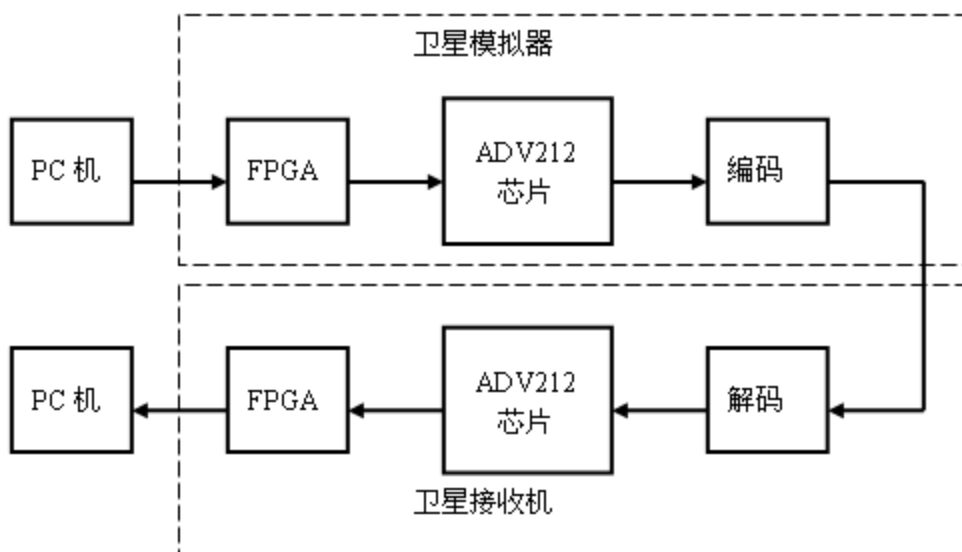 卫星模拟器
PC 机
FPGA
ADV212
芯片
编码
PC 机
FPGA
ADV212
芯片
解码
卫星接收机